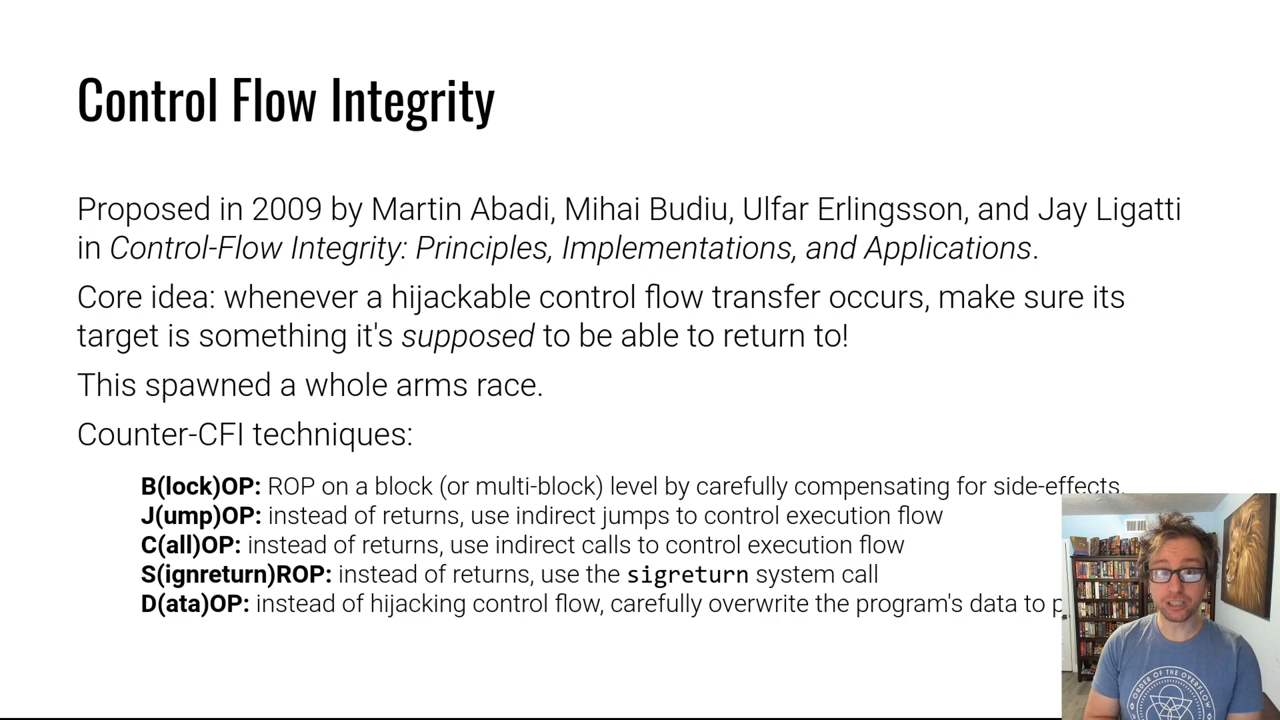 Control Flow Integrity
Proposed in 2009 by Martin Abadi, Mihai Budiu, Ulfar Erlingsson, and Jay Ligatti
in Control-Flow Integrity: Principles, Implementations, and Applications.
Core idea: whenever a hijackable control flow transfer occurs, make sure its
target is something it's supposed to be able to return to!
This spawned a whole arms race.
Counter-CFI techniques:
B(lock)OP: ROP on a block (or multi-block) level by carefully compensating for side-effects.
J(ump)OP: instead of returns, use indirect jumps to control execution flow
C(all)OP: instead of returns, use indirect calls to control execution flow
S(ignreturn)ROP: instead of returns, use the sigreturn system call
D(ata)OP: instead of hijacking control flow, carefully overwrite the program's data to
ORDER OF THE OVERFLOW